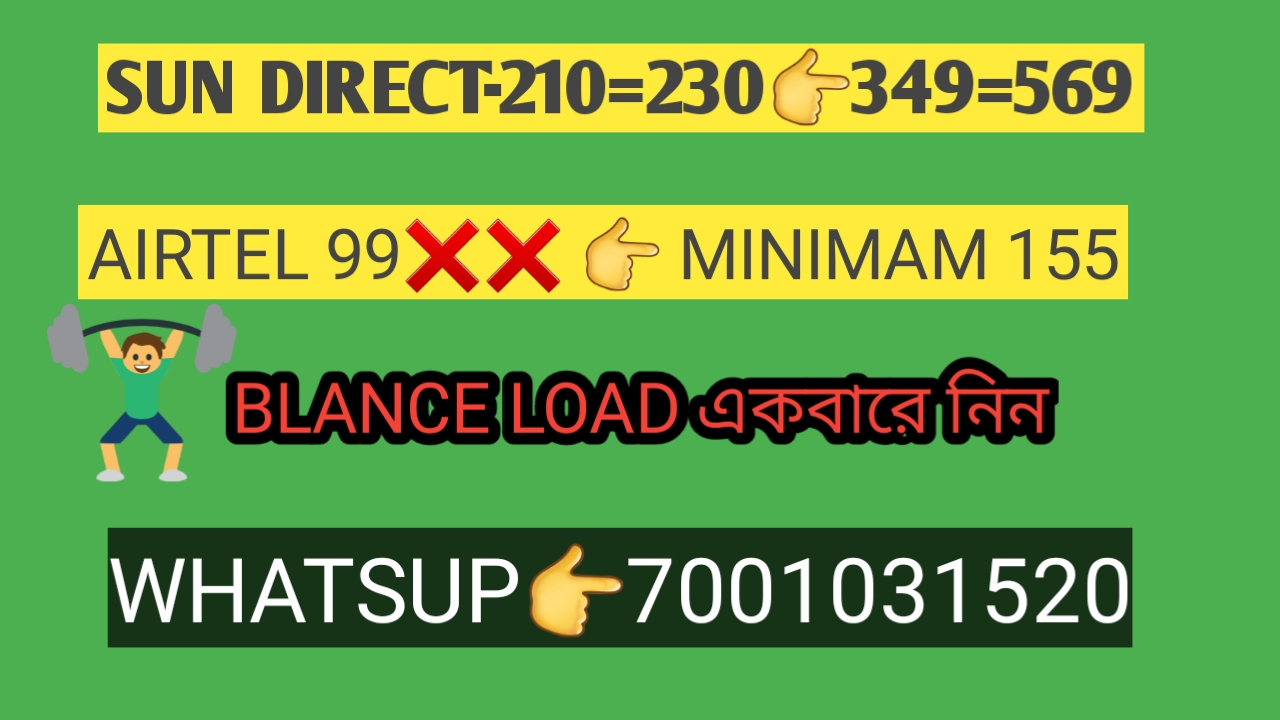 SUN DIRECT-210=230👉349=569
AIRTEL 99❌❌ 👉 MINIMAM 155
BLANCE LOAD একবারে নিন
WHATSUP👉7001031520